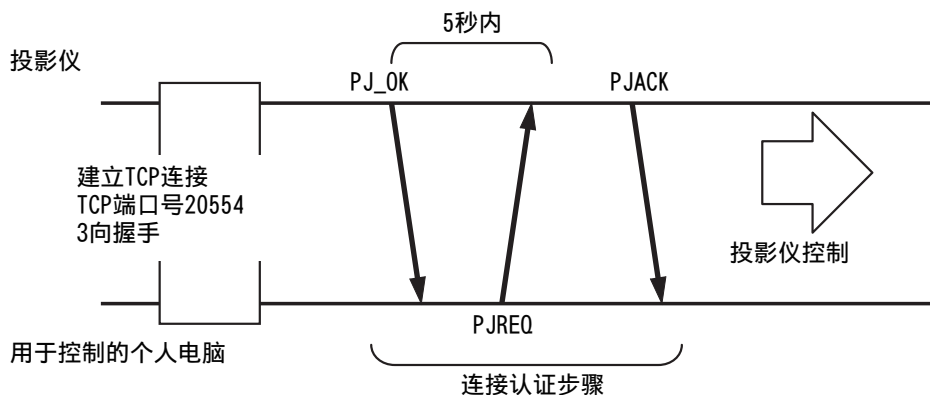 5秒内
投影仪
PJ_OK
PJACK
建立TCP连接
TCP端口号20554
3向握手
投影仪控制
PJREQ
用于控制的个人电脑
连接认证步骤